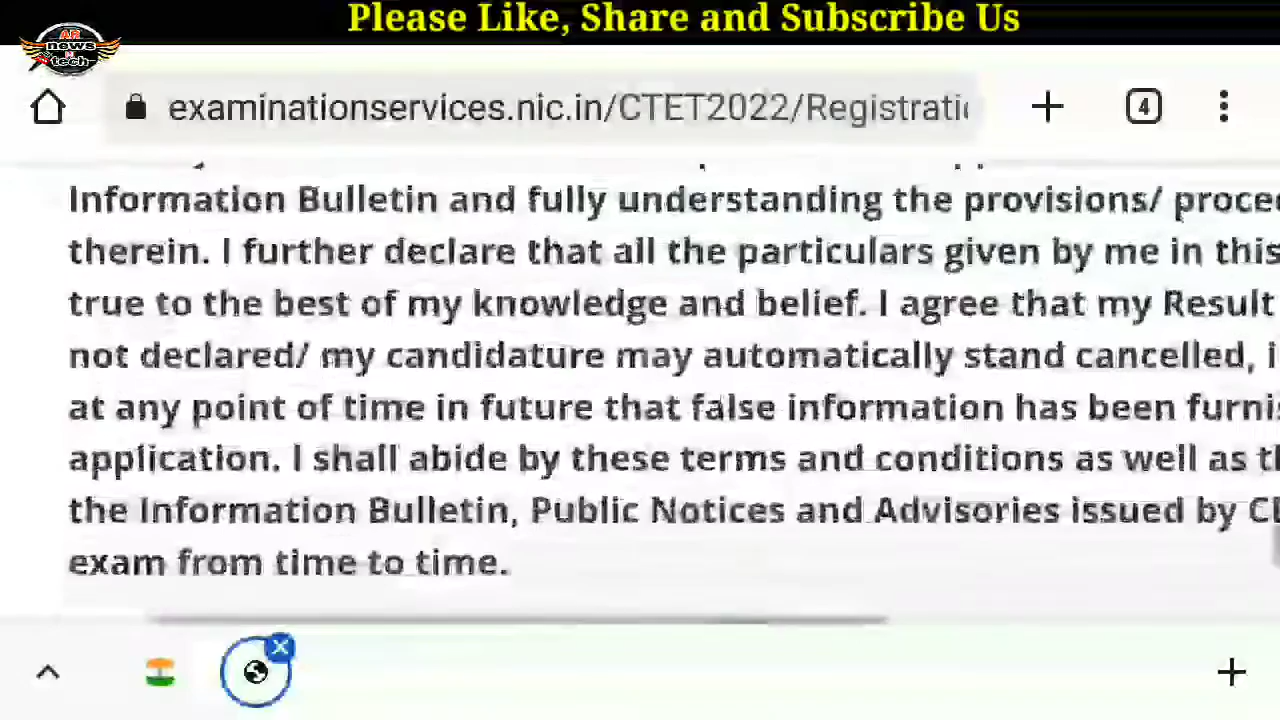 Please Like, Share and Subscribe Us
AR
news
N
tech
examinationservices.nic.in/CTET2022/Registratio
4
Information Bulletin and fully understanding the provisions/
therein. I further declare that all the particulars given by me in this
true to the best of my knowledge and belief. I agree that my Result
not declared/ my candidature may automatically stand cancelled,
at any point of time in future that false information has been
application. I shall abide by these terms and conditions as well as
the Information Bulletin, Public Notices and Advisories issued by
exam from time to time.